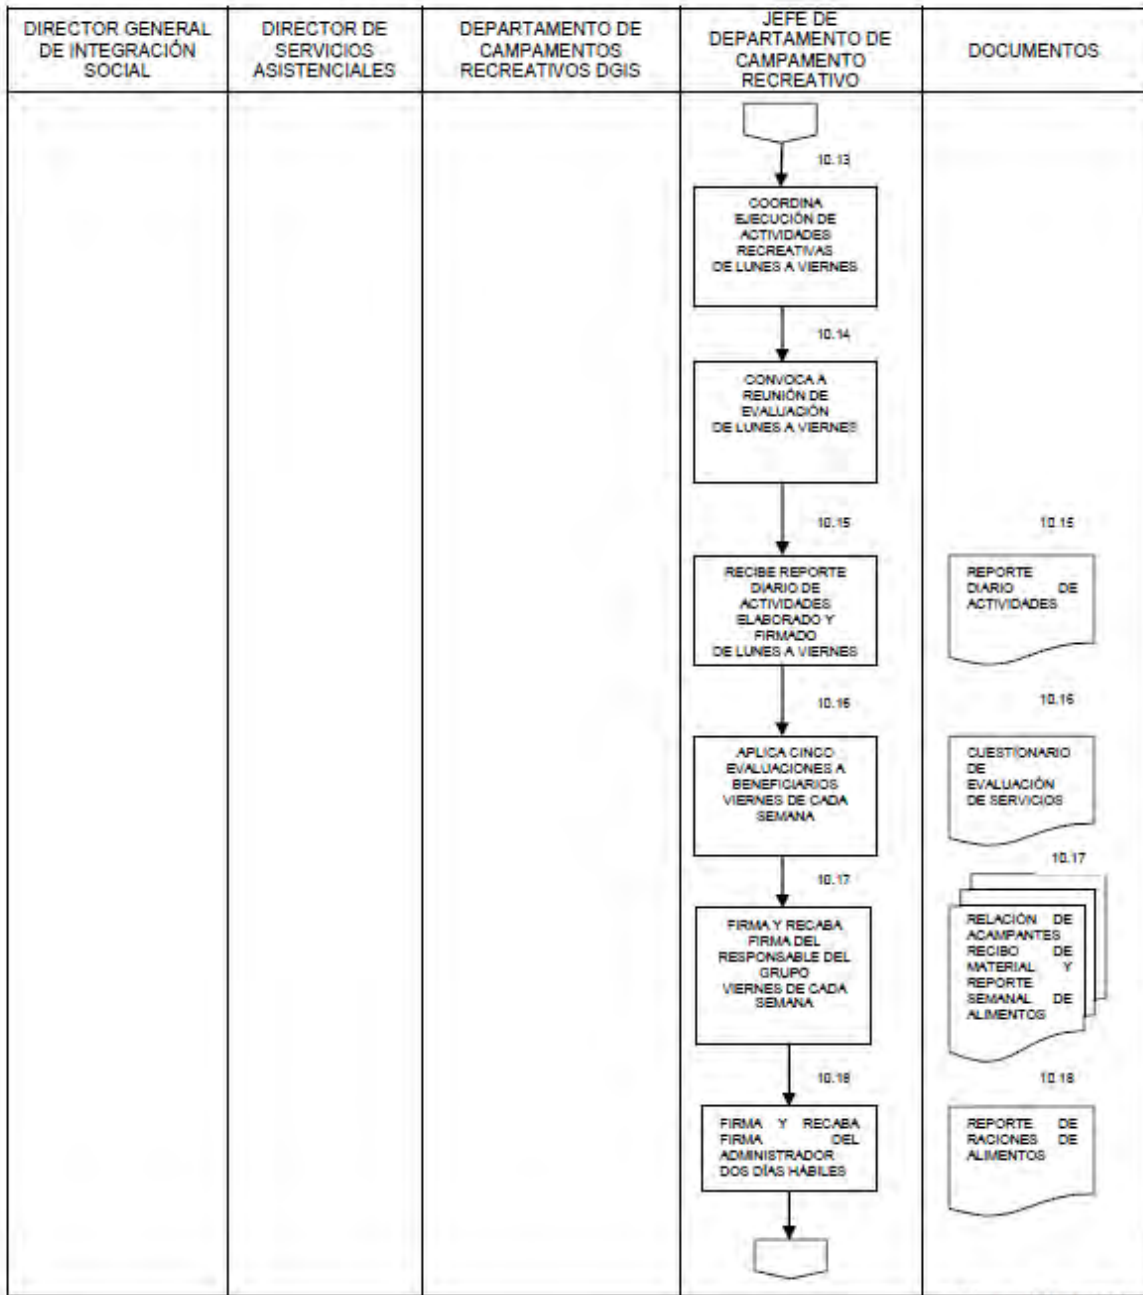 DIRECTOR GENERAL
DE INTEGRACIÓN
SOCIAL
DIRECTOR DE
SERVICIOS
ASISTENCIALES
DEPARTAMENTO DE
CAMPAMENTOS
RECREATIVOS DGIS
JEFE DE
DEPARTAMENTO DE
CAMPAMENTO
RECREATIVO
DOCUMENTOS
10.13
COORDINA
EJECUCIÓN DE
ACTIVIDADES
RECREATIVAS
DE LUNES A VIERNES
10.14
CONVOCA A
REUNIÓN DE
EVALUACIÓN
DE LUNES A VIERNES
10.15
RECIBE REPORTE
DIARIO DE
ACTIVIDADES
ELABORADO Y
FIRMADO
DE LUNES A VIERNES
10.15
REPORTE
DIARIO DE
ACTIVIDADES
10.16
APLICA CINCO
EVALUACIONES A
BENEFICIARIOS
VIERNES DE CADA
SEMANA
10.16
CUESTIONARIO
DE
EVALUACIÓN
DE SERVICIOS
10.17
FIRMA Y RECABA
FIRMA DEL
RESPONSABLE DEL
GRUPO
VIERNES DE CADA
SEMANA
10.17
RELACIÓN DE
ACAMPANTES
RECIBO DE
MATERIAL Y
REPORTE
SEMANAL DE
ALIMENTOS
10.18
FIRMA Y RECABA
FIRMA DEL
ADMINISTRADOR
DOS DÍAS HÁBILES
10.18
REPORTE DE
RACIONES DE
ALIMENTOS